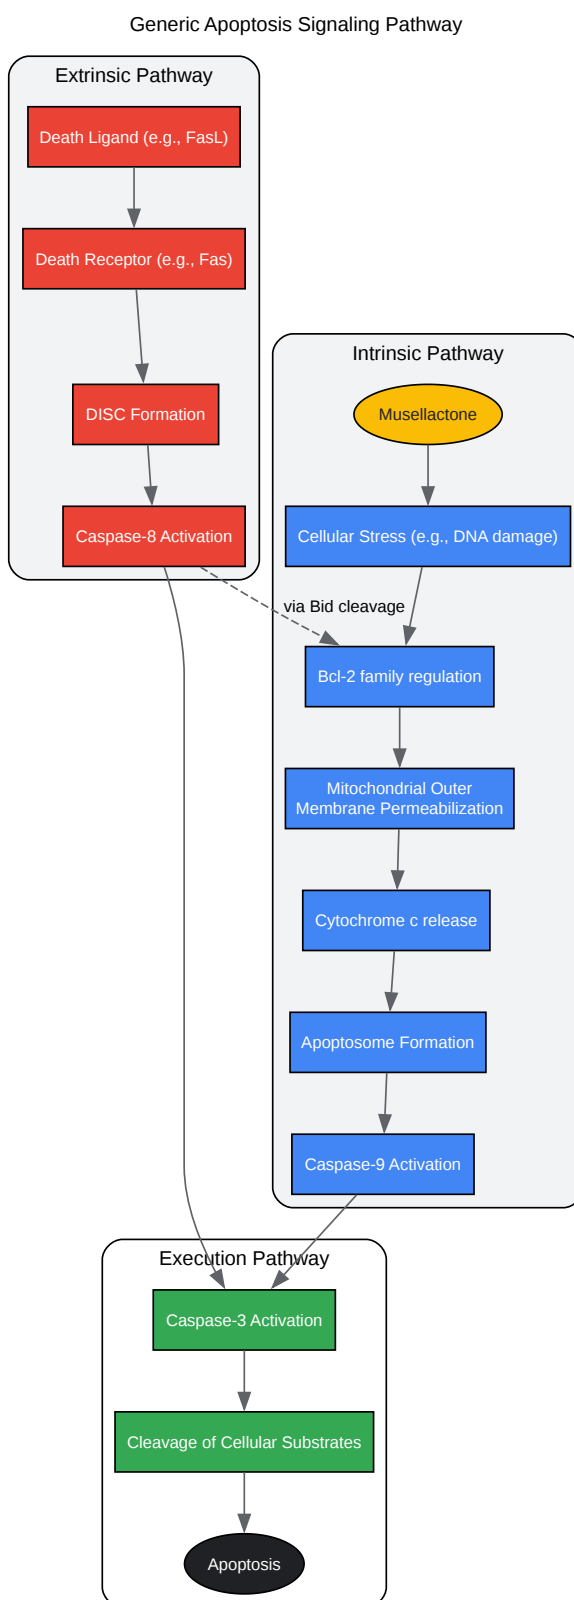 Generic Apoptosis Signaling Pathway
Extrinsic Pathway
Death Ligand (e.g., FasL)
Death Receptor (e.g., Fas)
DISC Formation
Caspase-8 Activation
Intrinsic Pathway
Musellactone
Cellular Stress (e.g., DNA damage)
via Bid cleavage
Bcl-2 family regulation
Mitochondrial Outer
Membrane Permeabilization
Cytochrome c release
Apoptosome Formation
Caspase-9 Activation
Execution Pathway
Caspase-3 Activation
Cleavage of Cellular Substrates
Apoptosis